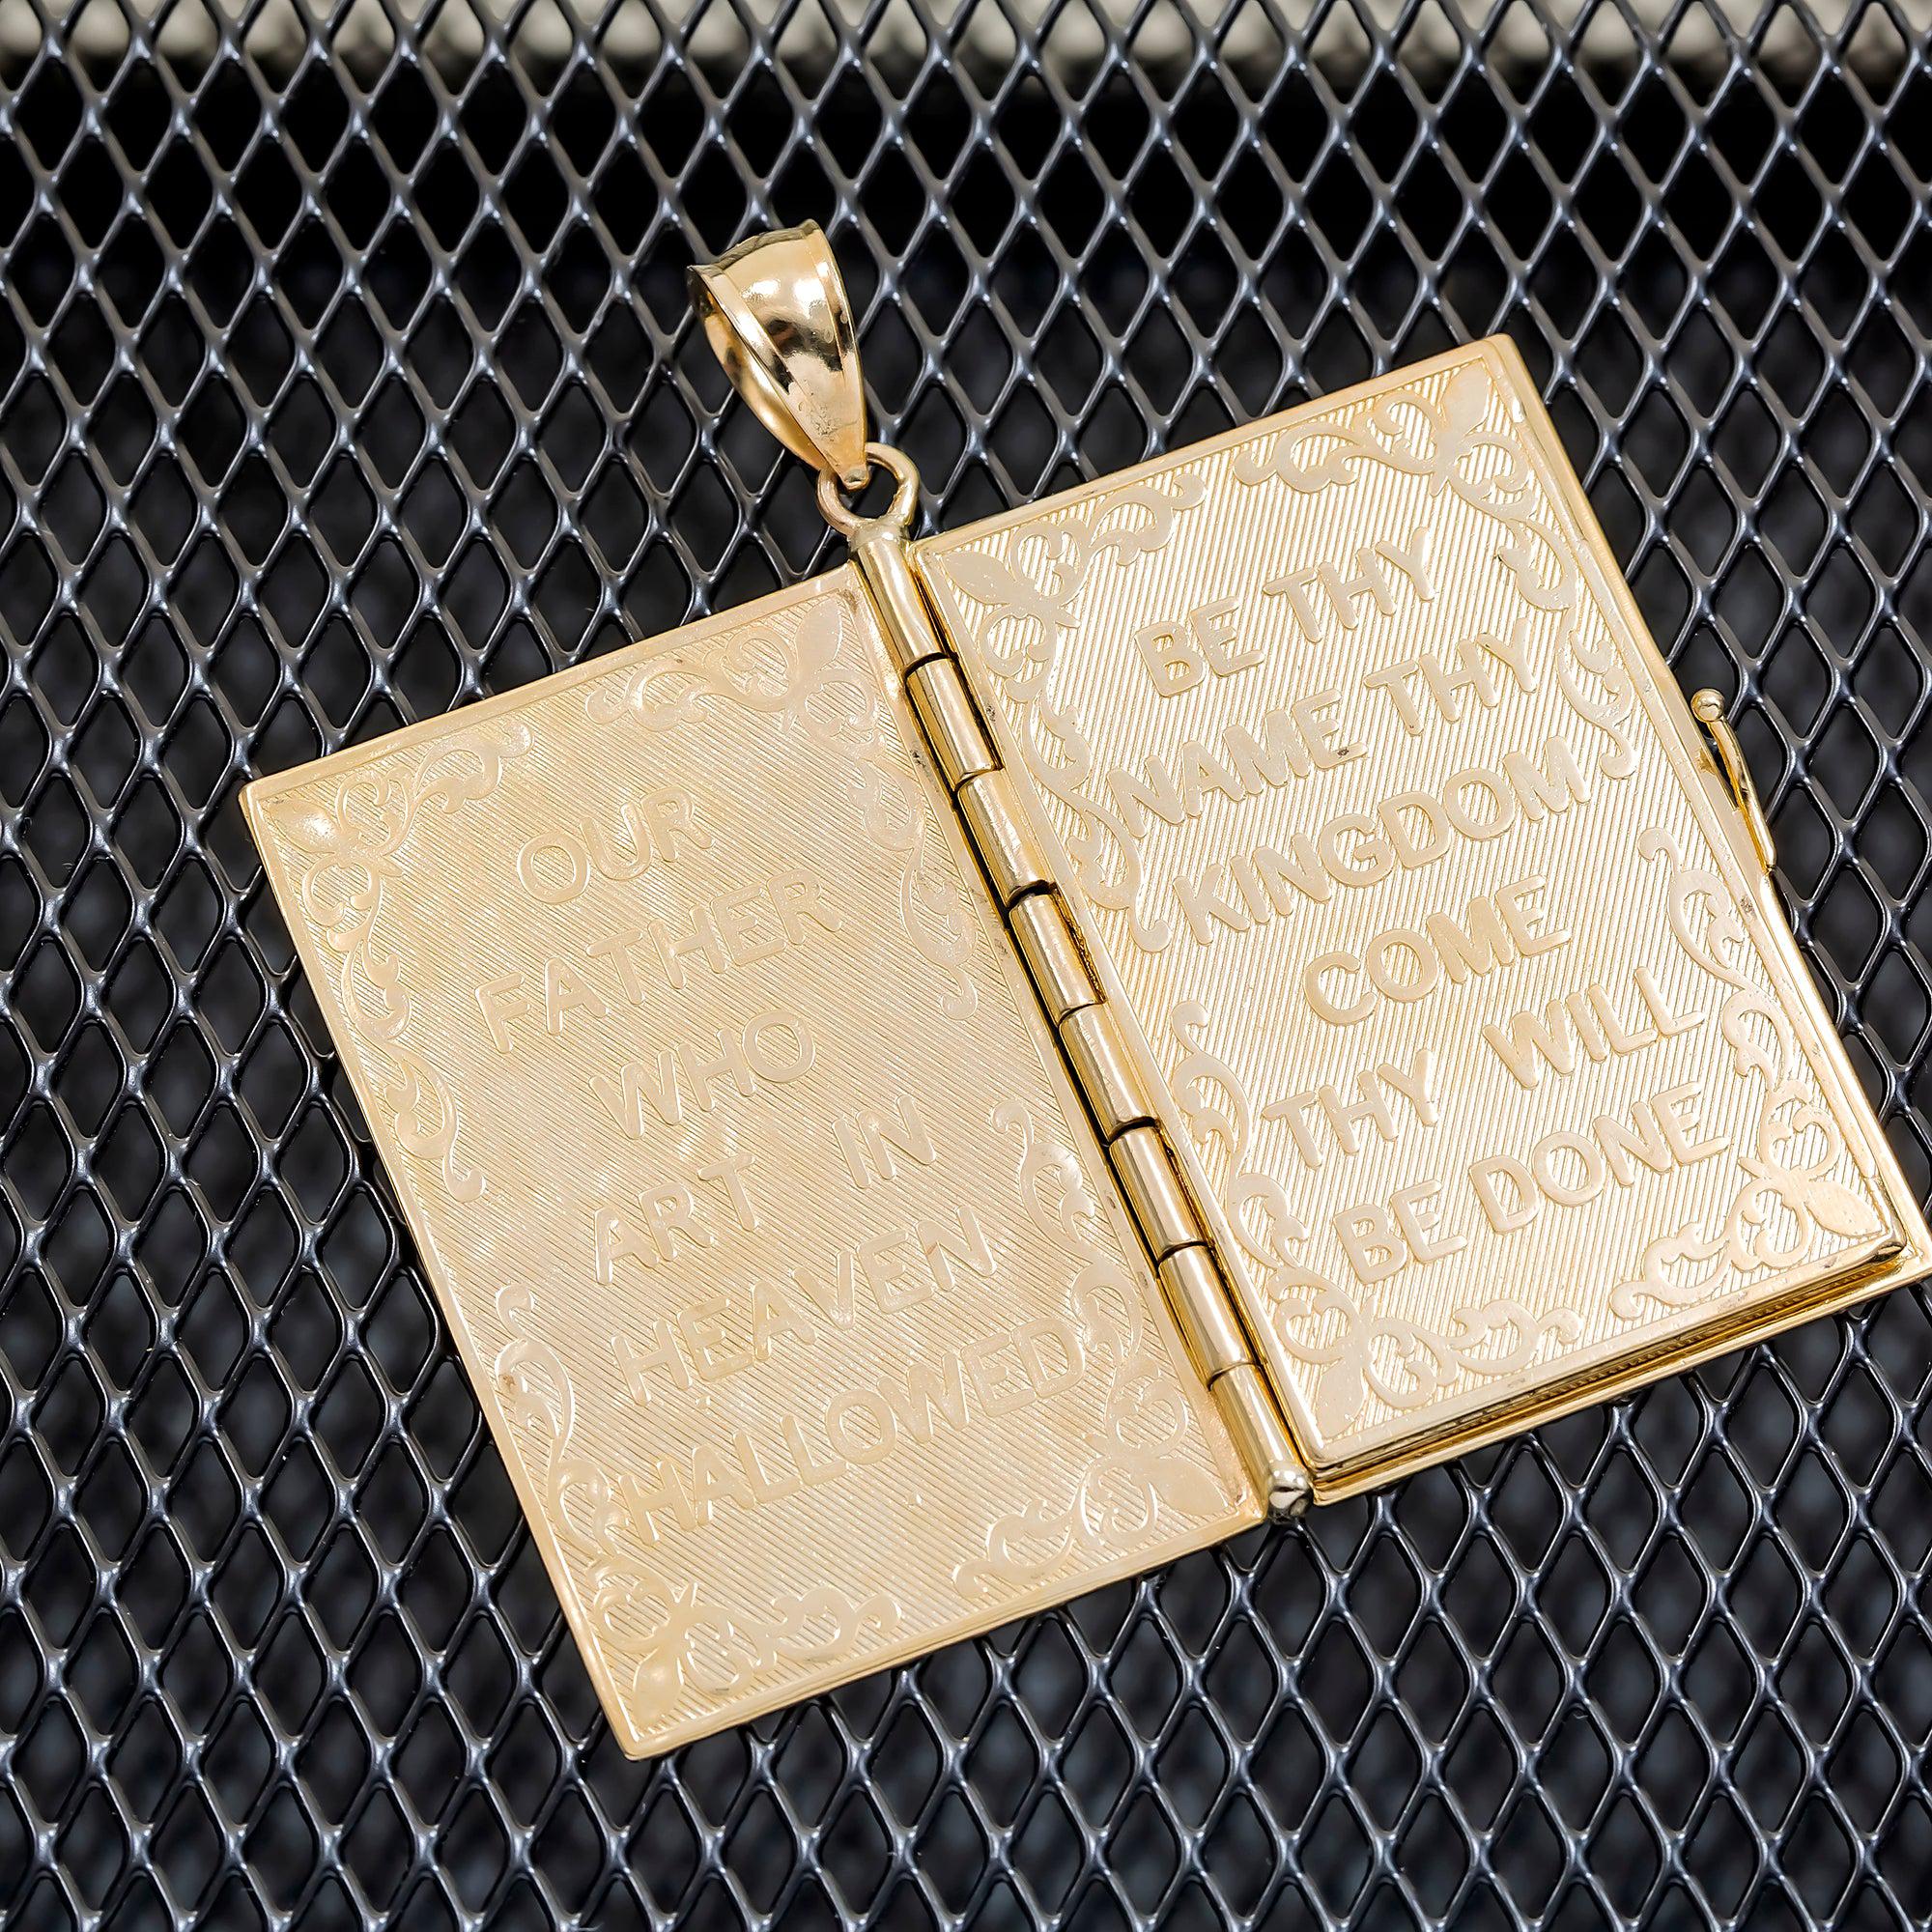 OUR
FATHER
WHO
ART IN
HEAVEN
HALLOWED
BE THY
NAME THY
KINGDOM
COME
THY WILL
BE DONE